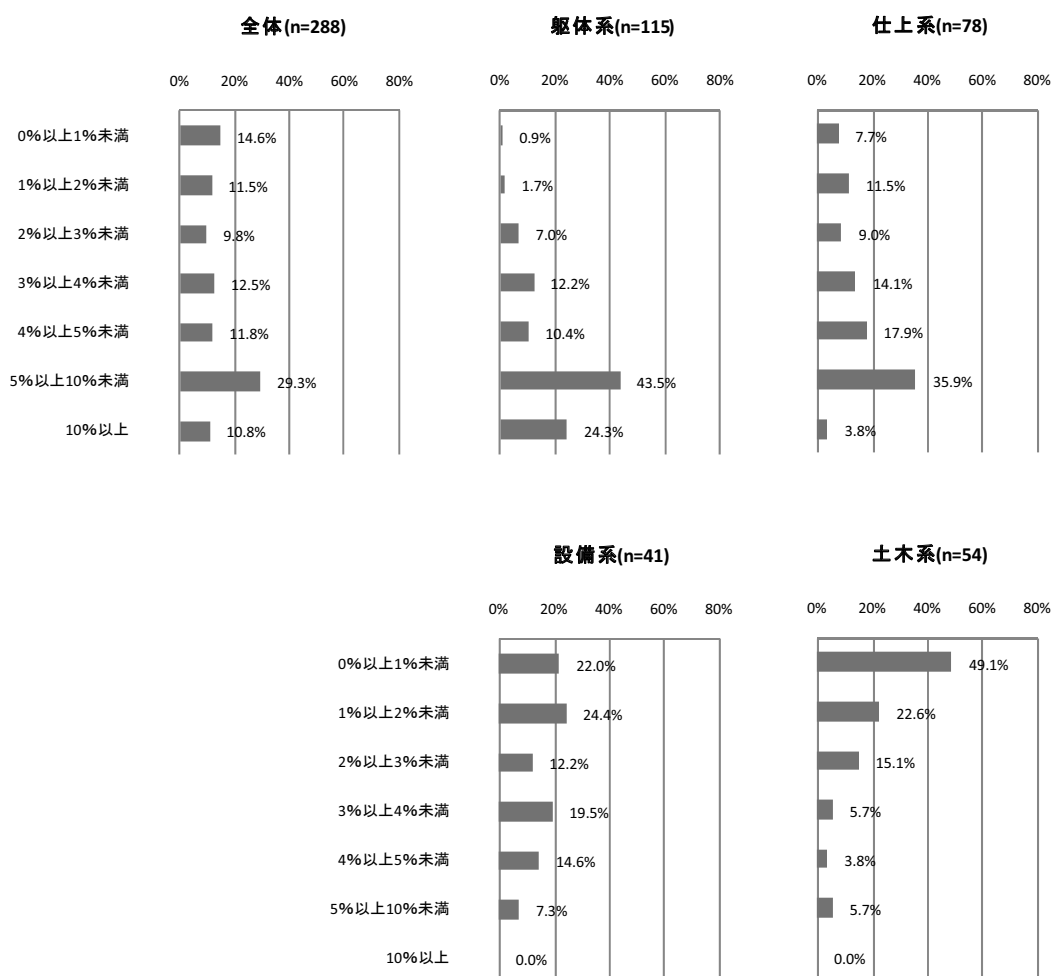 全体(n=288)
0% 20% 40% 60% 80%
0%以上1%未満 14.6%
1%以上2%未満 11.5%
2%以上3%未満 9.8%
3%以上4%未満 12.5%
4%以上5%未満 11.8%
5%以上10%未満 29.3%
10%以上 10.8%
躯体系(n=115)
0% 20% 40% 60% 80%
0.9%
1.7%
7.0%
12.2%
10.4%
43.5%
24.3%
仕上系(n=78)
0% 20% 40% 60% 80%
7.7%
11.5%
9.0%
14.1%
17.9%
35.9%
3.8%
設備系(n=41)
0% 20% 40% 60% 80%
0%以上1%未満 22.0%
1%以上2%未満 24.4%
2%以上3%未満 12.2%
3%以上4%未満 19.5%
4%以上5%未満 14.6%
5%以上10%未満 7.3%
10%以上 0.0%
土木系(n=54)
0% 20% 40% 60% 80%
49.1%
22.6%
15.1%
5.7%
3.8%
5.7%
0.0%